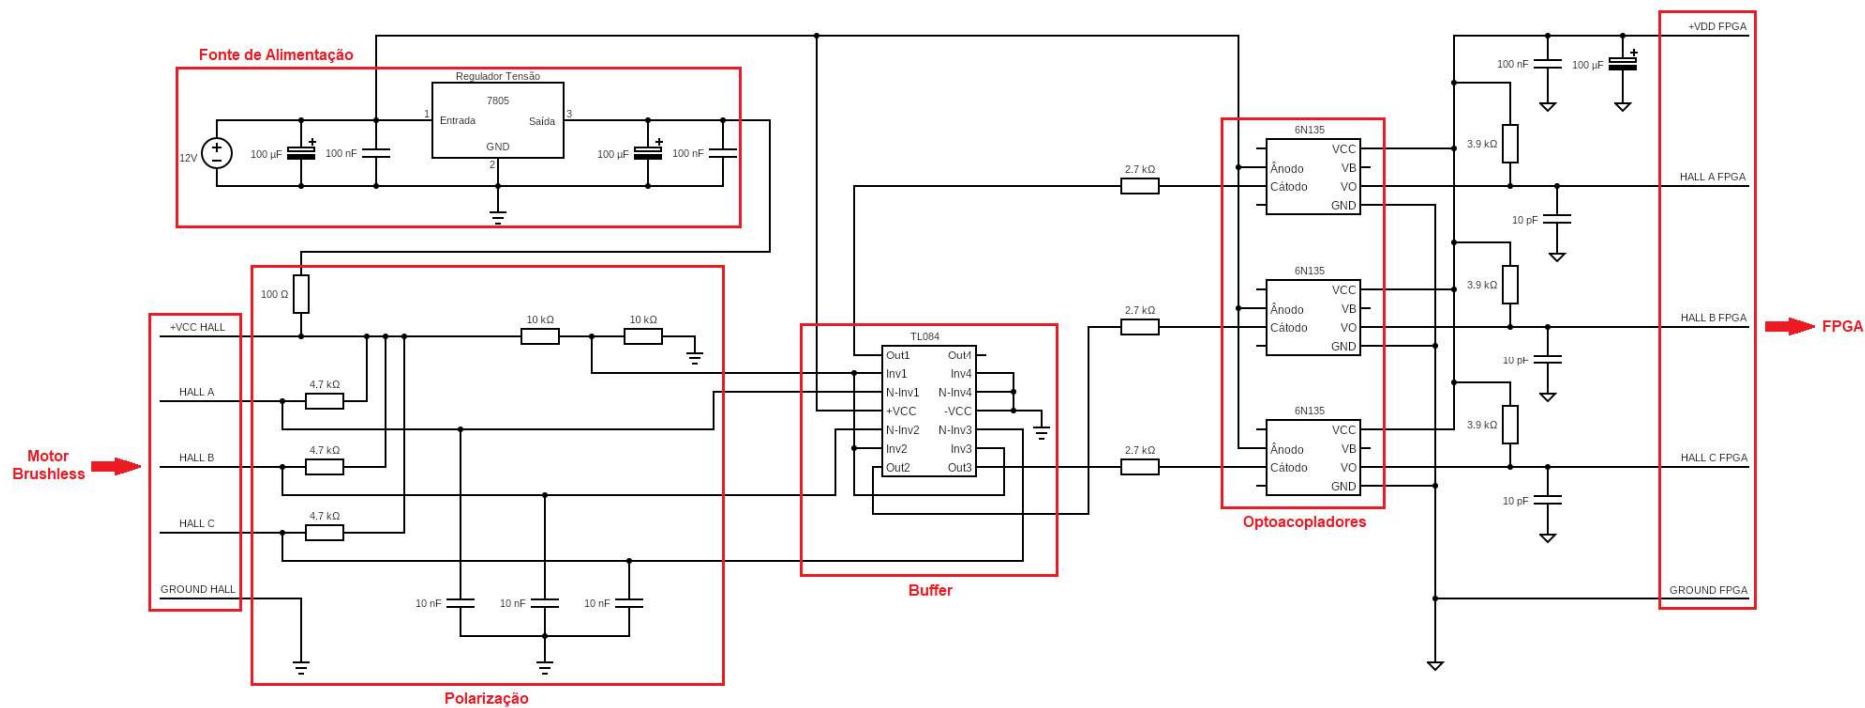 Fonte de Alimentação
Regulador Tensão
7805
1
Entrada
Saída
3
GND
2
12V
+
−
100 µF
+
100 nF
100 µF
+
100 nF
100 Ω
+VCC HALL
10 kΩ
10 kΩ
HALL A
4.7 kΩ
HALL B
4.7 kΩ
HALL C
4.7 kΩ
GROUND HALL
Motor
Brushless
10 nF
10 nF
10 nF
Polarização
TL084
Out1
Out4
Inv1
Inv4
N-Inv1
N-Inv4
+VCC
-VCC
N-Inv2
N-Inv3
Inv2
Inv3
Out2
Out3
Buffer
2.7 kΩ
2.7 kΩ
2.7 kΩ
6N135
VCC
Ânodo
VB
Cátodo
VO
GND
6N135
VCC
Ânodo
VB
Cátodo
VO
GND
6N135
VCC
Ânodo
VB
Cátodo
VO
GND
Optoacopladores
100 nF
100 µF
+
3.9 kΩ
10 pF
3.9 kΩ
10 pF
3.9 kΩ
10 pF
+VDD FPGA
HALL A FPGA
HALL B FPGA
HALL C FPGA
GROUND FPGA
FPGA